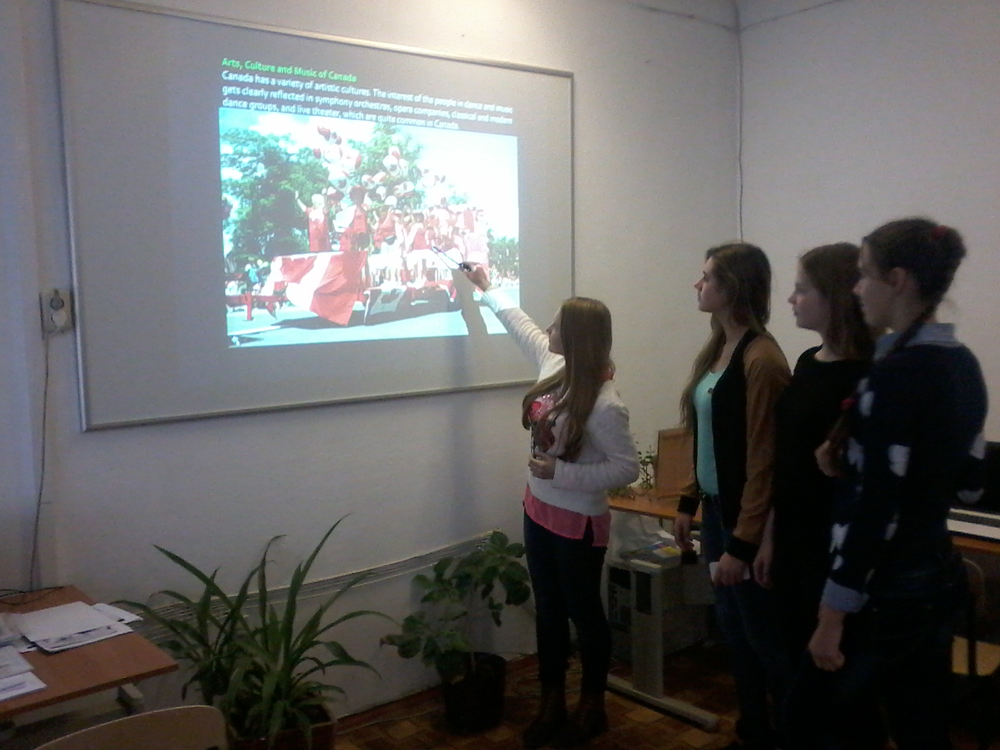 Arts, Culture and Music of Canada
Canada has a variety of artistic cultures. The interest of the people in dance and music
gets clearly reflected in symphony orchestras, opera companies, classical and modern
dance groups, and live theater, which are quite common in Canada.